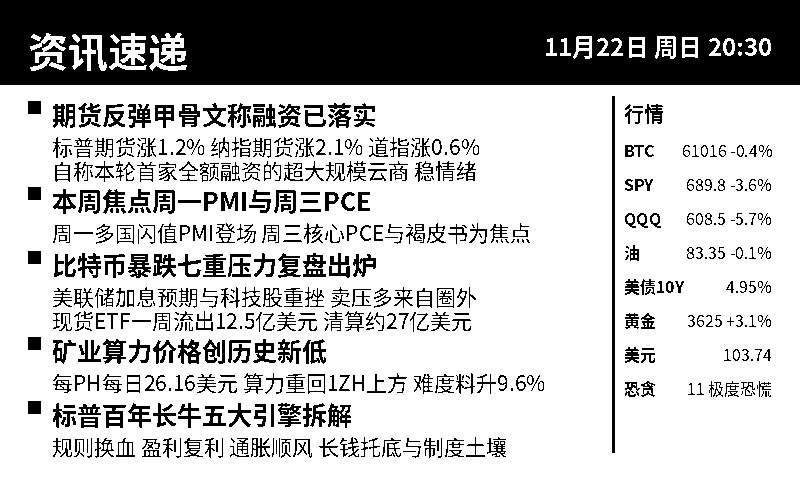 资讯速递
11月22日 周日 20:30
期货反弹甲骨文称融资已落实
标普期货涨1.2% 纳指期货涨2.1% 道指涨0.6%
自称本轮首家全额融资的超大规模云商 稳情绪
本周焦点周一PMI与周三PCE
周一多国闪值PMI登场 周三核心PCE与褐皮书为焦点
比特币暴跌七重压力复盘出炉
美联储加息预期与科技股重挫 卖压多来自圈外
现货ETF一周流出12.5亿美元 清算约27亿美元
矿业算力价格创历史新低
每PH每日26.16美元 算力重回1ZH上方 难度料升9.6%
标普百年长牛五大引擎拆解
规则换血 盈利复利 通胀顺风 长钱托底与制度土壤
行情
BTC 61016 -0.4%
SPY 689.8 -3.6%
QQQ 608.5 -5.7%
油 83.35 -0.1%
美债10Y 4.95%
黄金 3625 +3.1%
美元 103.74
恐贪 11 极度恐慌